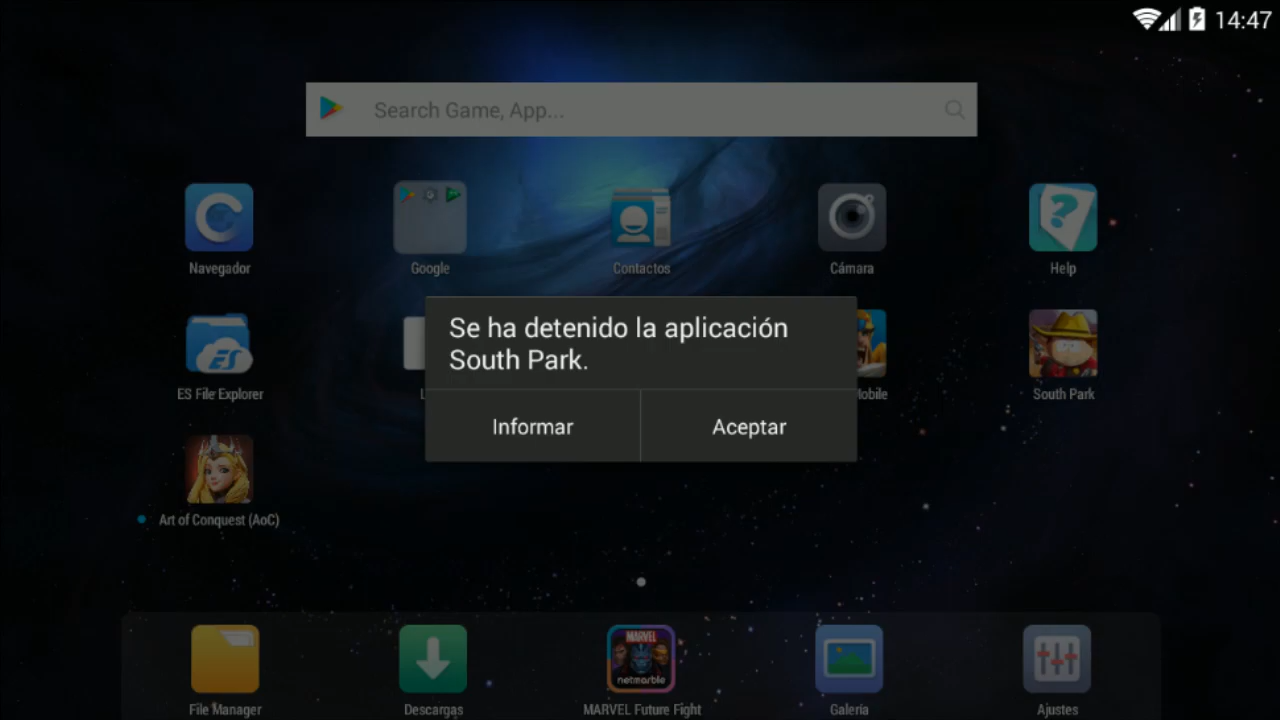 14:47
Search Game, App...
Navegador
Google
Contactos
Cámara
Help
Se ha detenido la aplicación
South Park.
Informar
Aceptar
ES File Explorer
South Park
Art of Conquest (AoC)
MARVEL
netmarble
File Manager
Descargas
MARVEL Future Fight
Galería
Ajustes